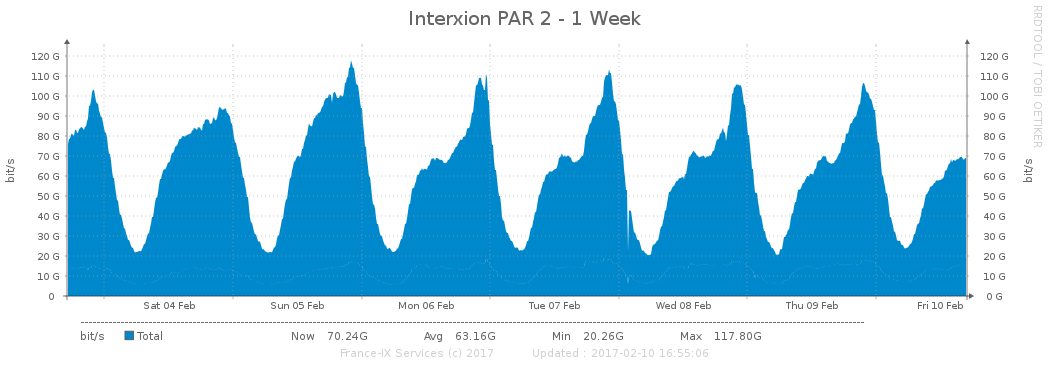 Interxion PAR 2 - 1 Week
RRDTOOL / TOBI OETIKER
bit/s
120 G
110 G
100 G
90 G
80 G
70 G
60 G
50 G
40 G
30 G
20 G
10 G
0
120 G
110 G
100 G
90 G
80 G
70 G
60 G
50 G
40 G
30 G
20 G
10 G
0 G
bit/s
Sat 04 Feb Sun 05 Feb Mon 06 Feb Tue 07 Feb Wed 08 Feb Thu 09 Feb Fri 10 Feb
bit/s Total Now 70.24G Avg 63.16G Min 20.26G Max 117.80G
France-IX Services (c) 2017 Updated : 2017-02-10 16:55:06